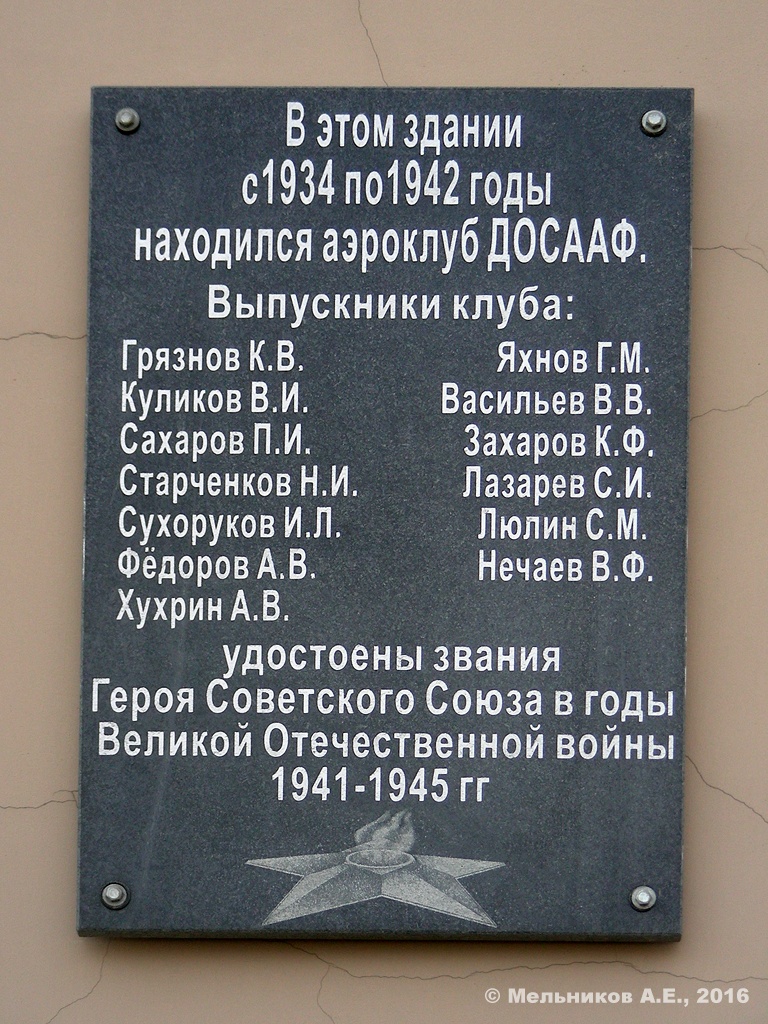 В этом здании
с1934 по1942 годы
находился аэроклуб ДОСААФ.
Выпускники клуба:
Грязнов К.В. Яхнов Г.М.
Куликов В.И. Васильев В.В.
Сахаров П.И. Захаров К.Ф.
Старченков Н.И. Лазарев С.И.
Сухоруков И.Л. Люлин С.М.
Фёдоров А.В. Нечаев В.Ф.
Хухрин А.В.
удостоены звания
Героя Советского Союза в годы
Великой Отечественной войны
1941-1945 гг
© Мельников А.Е., 2016